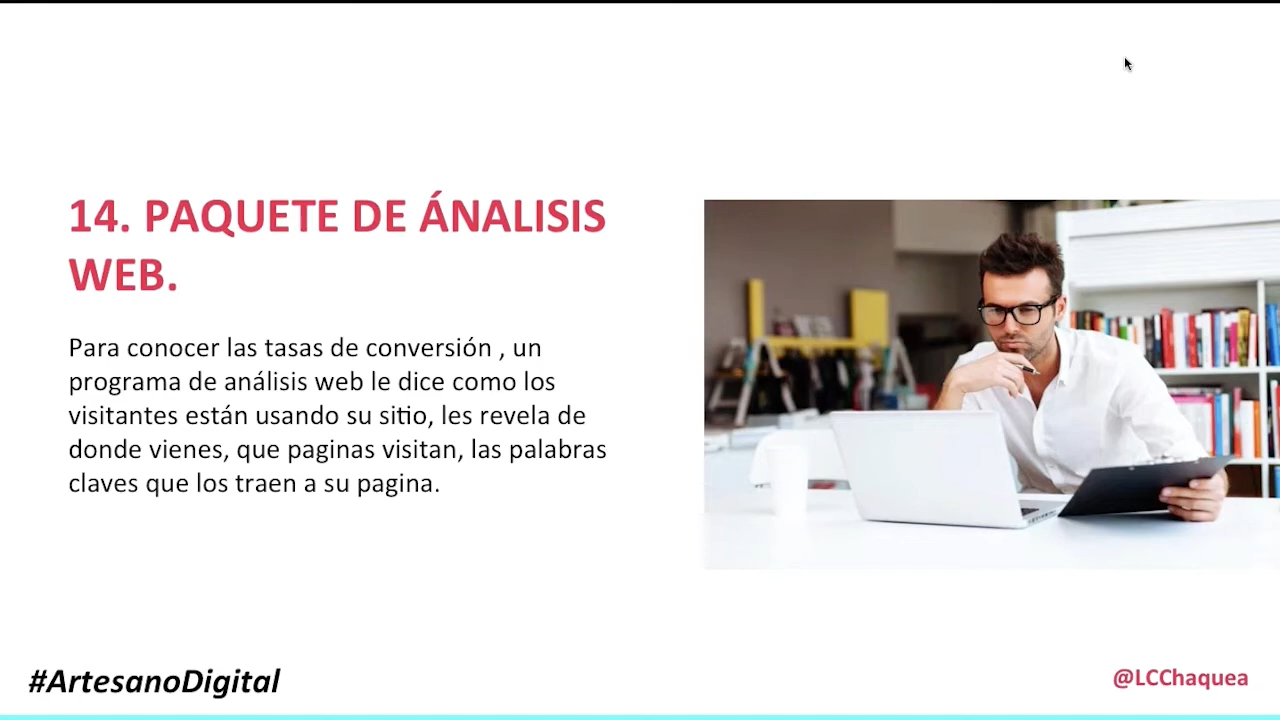 14. PAQUETE DE ÁNALISIS
WEB.
Para conocer las tasas de conversión , un
programa de análisis web le dice como los
visitantes están usando su sitio, les revela de
donde vienes, que paginas visitan, las palabras
claves que los traen a su pagina.
#ArtesanoDigital
@LCChaquea